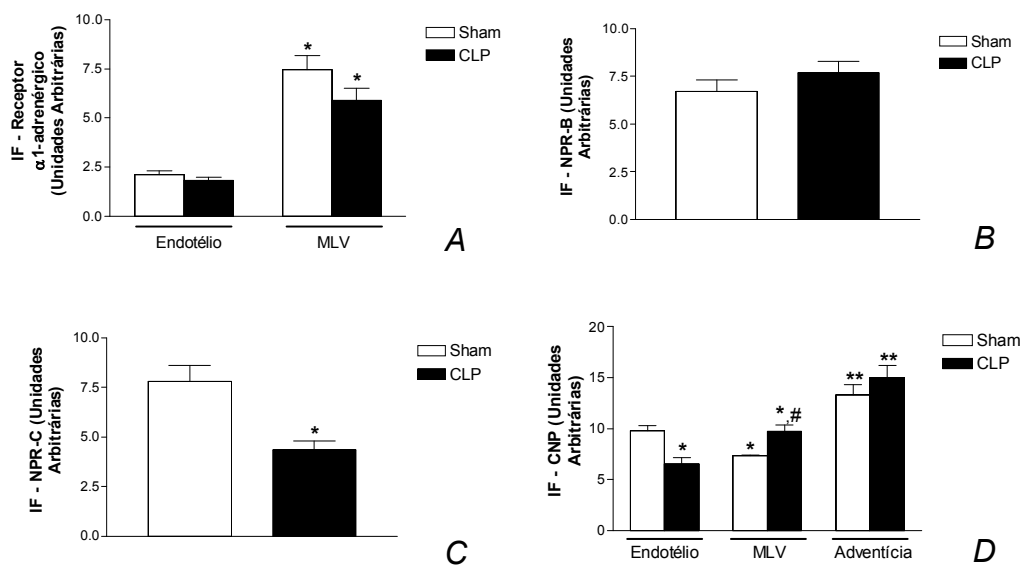 IF - Receptor
α1-adrenérgico
(Unidades Arbitrárias)
10.0
7.5
5.0
2.5
0.0
*
*
Endotélio
MLV
Sham
CLP
A
IF - NPR-B (Unidades
Arbitrárias)
10.0
7.5
5.0
2.5
0.0
Sham
CLP
B
IF - NPR-C (Unidades
Arbitrárias)
10.0
7.5
5.0
2.5
0.0
*
Sham
CLP
C
IF - CNP (Unidades
Arbitrárias)
20
15
10
5
0
*
*
*,#
**
**
Endotélio
MLV
Adventícia
Sham
CLP
D